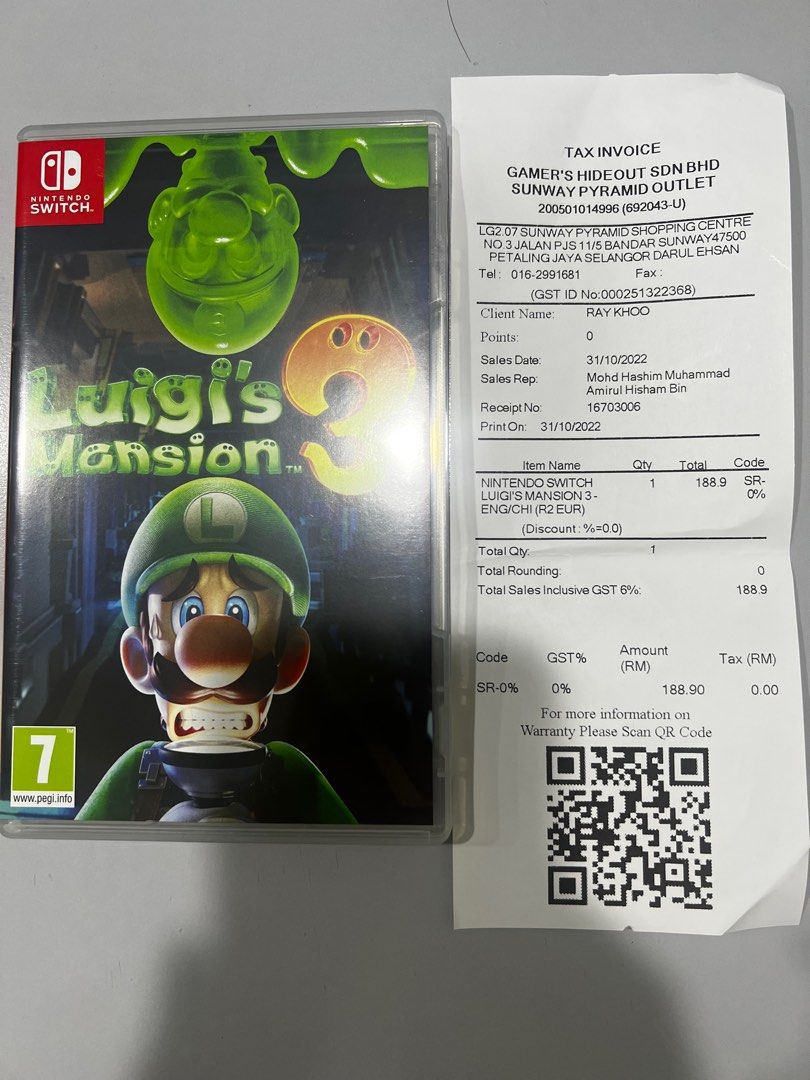 NINTENDO
SWITCH™
Luigi's
Mansion™ 3
L
7
www.pegi.info
TAX INVOICE
GAMER'S HIDEOUT SDN BHD
SUNWAY PYRAMID OUTLET
200501014996 (692043-U)
LG2.07 SUNWAY PYRAMID SHOPPING CENTRE
NO.3 JALAN PJS 11/5 BANDAR SUNWAY47500
PETALING JAYA SELANGOR DARUL EHSAN
Tel : 016-2991681 Fax :
(GST ID No:000251322368)
Client Name: RAY KHOO
Points: 0
Sales Date: 31/10/2022
Sales Rep: Mohd Hashim Muhammad
Amirul Hisham Bin
Receipt No: 16703006
Print On: 31/10/2022
Item Name Qty Total Code
NINTENDO SWITCH 1 188.9 SR-
LUIGI'S MANSION 3 - 0%
ENG/CHI (R2 EUR)
(Discount : %=0.0)
Total Qty: 1
Total Rounding: 0
Total Sales Inclusive GST 6%: 188.9
Code GST% Amount Tax (RM)
(RM)
SR-0% 0% 188.90 0.00
For more information on
Warranty Please Scan QR Code